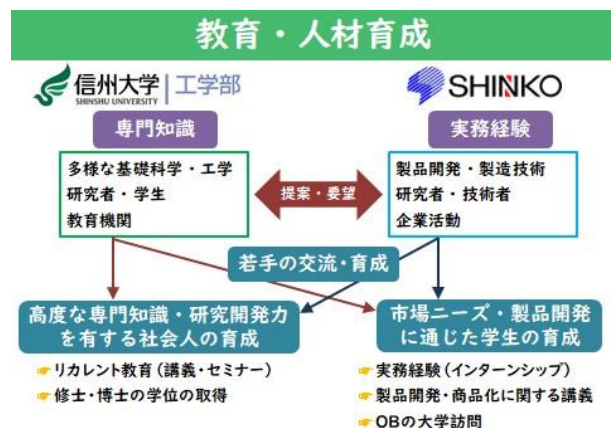 教育・人材育成
信州大学 | 工学部
SHINSHU UNIVERSITY
SHINKO
専門知識
実務経験
多様な基礎科学・工学
研究者・学生
教育機関
提案・要望
製品開発・製造技術
研究者・技術者
企業活動
若手の交流・育成
高度な専門知識・研究開発力
を有する社会人の育成
市場ニーズ・製品開発
に通じた学生の育成
リカレント教育(講義・セミナー)
修士・博士の学位の取得
実務経験(インターンシップ)
製品開発・商品化に関する講義
OBの大学訪問